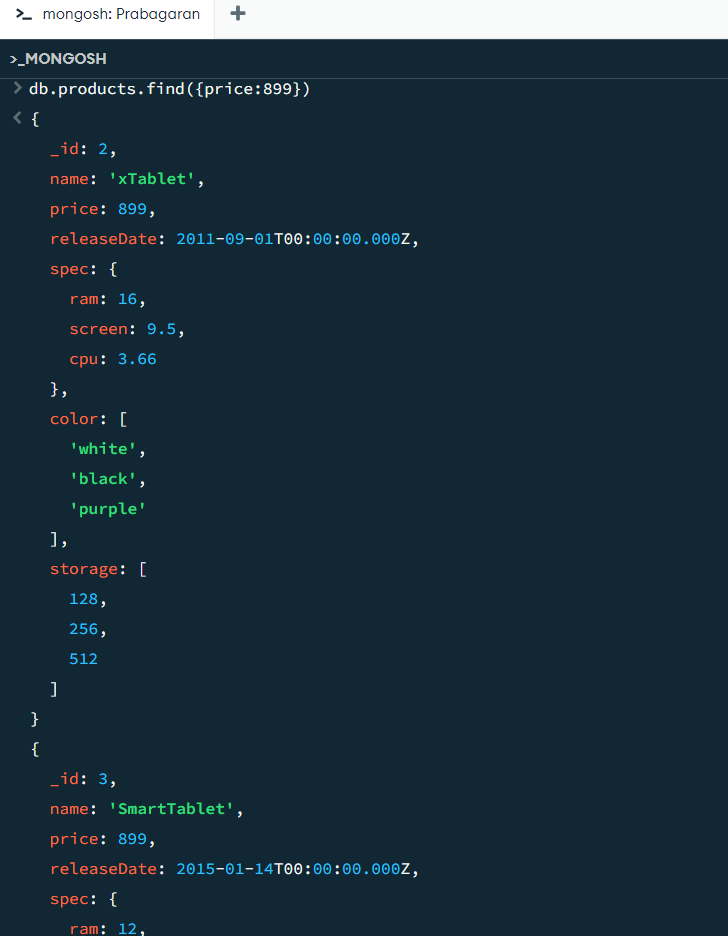 mongosh: Prabagaran
>_MONGOSH
db.products.find({price:899})
{
_id: 2,
name: 'xTablet',
price: 899,
releaseDate: 2011-09-01T00:00:00.000Z,
spec: {
ram: 16,
screen: 9.5,
cpu: 3.66
},
color: [
'white',
'black',
'purple'
],
storage: [
128,
256,
512
]
}
{
_id: 3,
name: 'SmartTablet',
price: 899,
releaseDate: 2015-01-14T00:00:00.000Z,
spec: {
ram: 12,